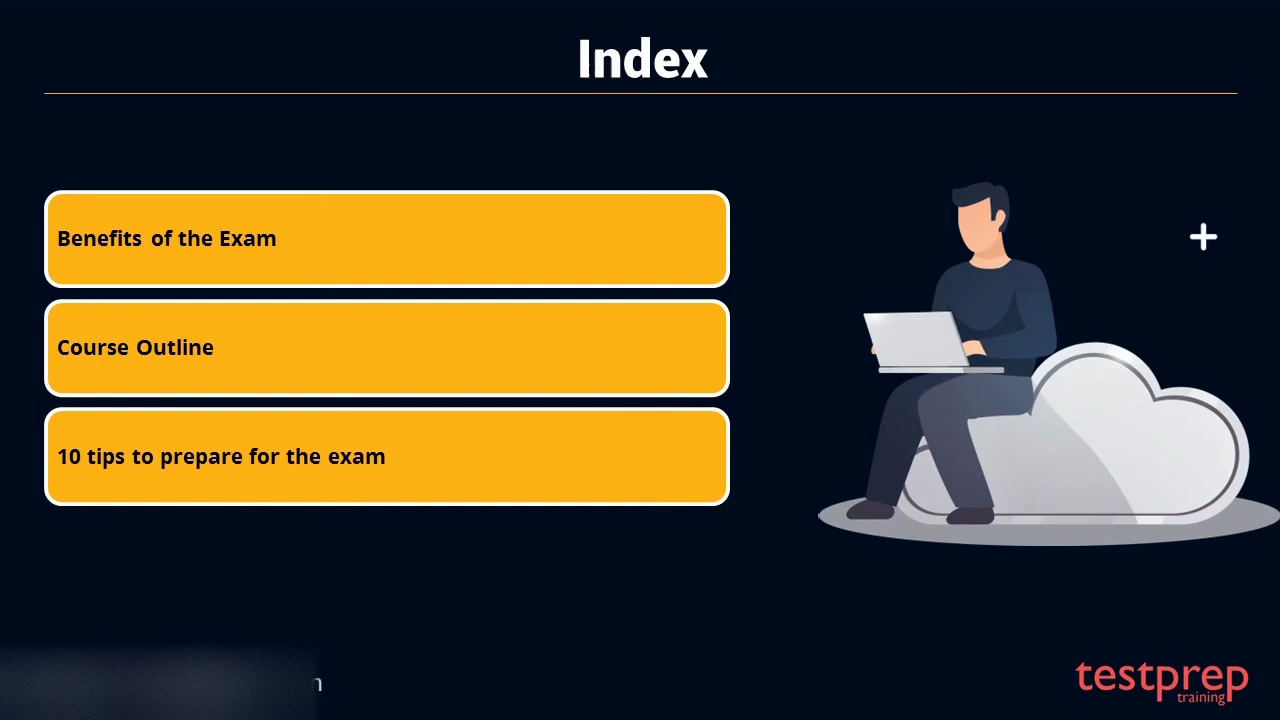 Index
Benefits of the Exam
Course Outline
10 tips to prepare for the exam
testprep
training